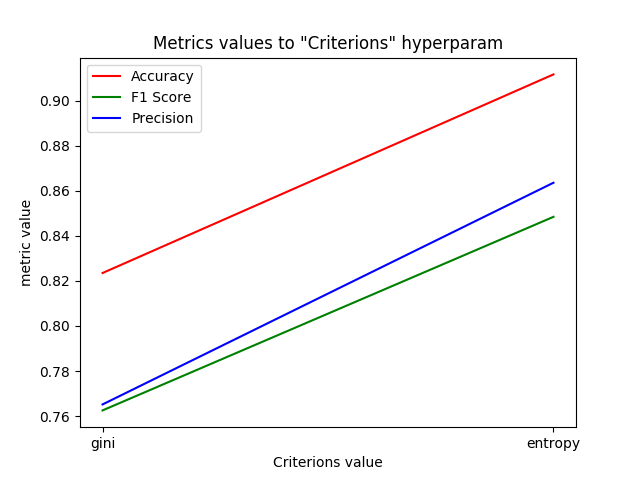 Metrics values to "Criterions" hyperparam
Accuracy
F1 Score
Precision
metric value
0.90
0.88
0.86
0.84
0.82
0.80
0.78
0.76
gini
entropy
Criterions value